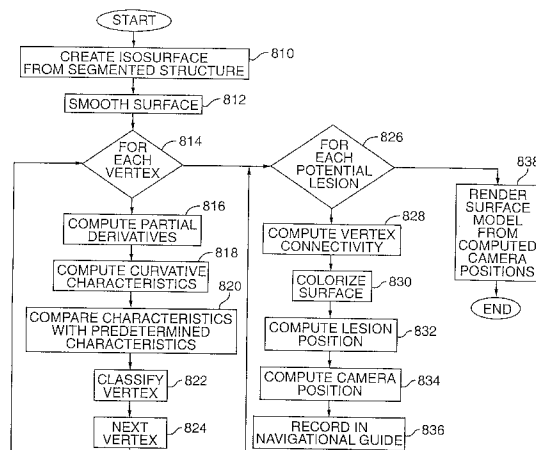 START
CREATE ISOSURFACE
FROM SEGMENTED STRUCTURE
810
SMOOTH SURFACE
812
FOR
EACH
VERTEX
814
COMPUTE PARTIAL
DERIVATIVES
816
COMPUTE CURVATIVE
CHARACTERISTICS
818
COMPARE CHARACTERISTICS
WITH PREDETERMINED
CHARACTERISTICS
820
CLASSIFY
VERTEX
822
NEXT
VERTEX
824
FOR
EACH
POTENTIAL
LESION
826
COMPUTE VERTEX
CONNECTIVITY
828
COLORIZE
SURFACE
830
COMPUTE LESION
POSITION
832
COMPUTE CAMERA
POSITION
834
RECORD IN
NAVIGATIONAL GUIDE
836
838
RENDER
SURFACE
MODEL
FROM
COMPUTED
CAMERA
POSITIONS
END